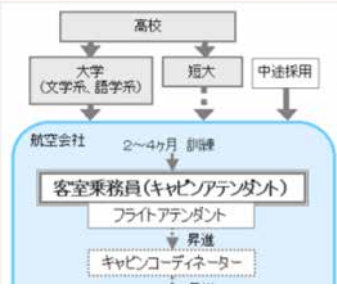 高校
大学
(文学系、語学系)
短大
中途採用
航空会社
2～4ヶ月 訓練
客室乗務員(キャビンアテンダント)
フライトアテンダント
昇進
キャビンコーディネーター